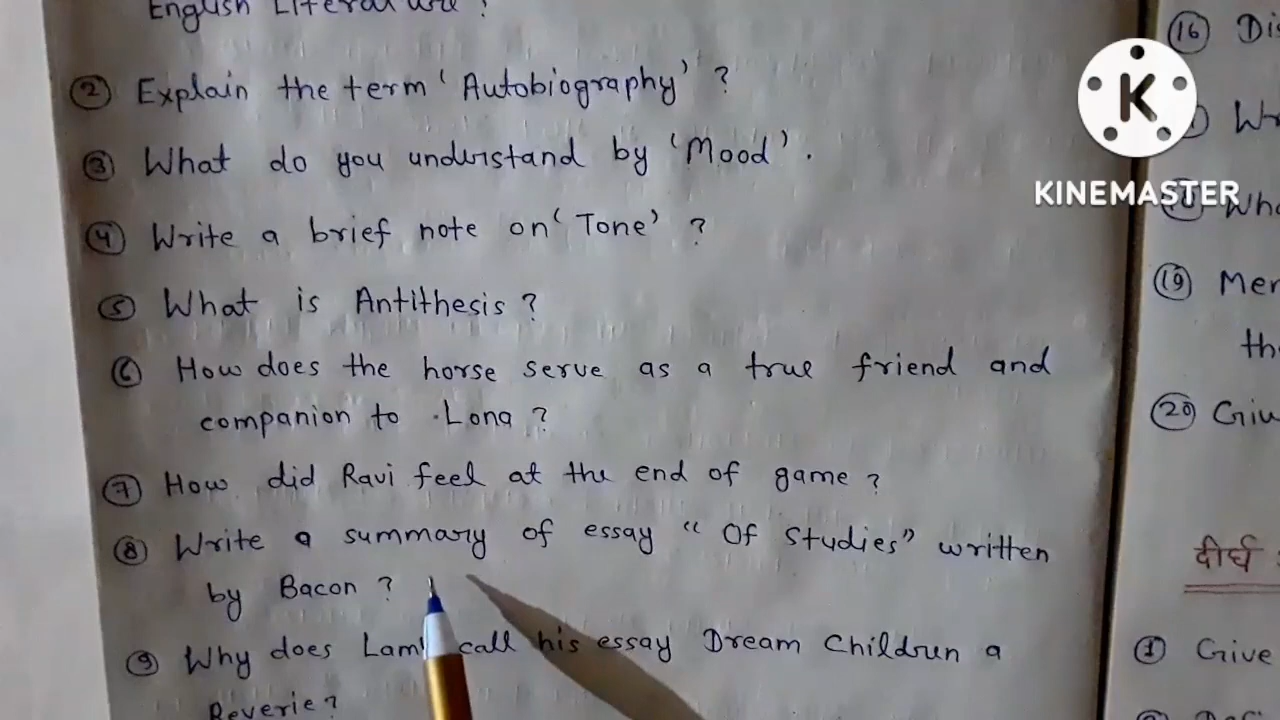 English Literature ?
② Explain the term ‘Autobiography’ ?
③ What do you understand by ‘Mood’.
④ Write a brief note on ‘Tone’ ?
⑤ What is Antithesis ?
⑥ How does the horse serve as a true friend and
companion to Lona ?
⑦ How did Ravi feel at the end of game ?
⑧ Write a summary of essay “Of Studies” written
by Bacon ?
⑨ Why does Lamb call his essay Dream Children a
Reverie ?
⑯
K
KINEMASTER
⑲
⑳
दीर्घ
① Give